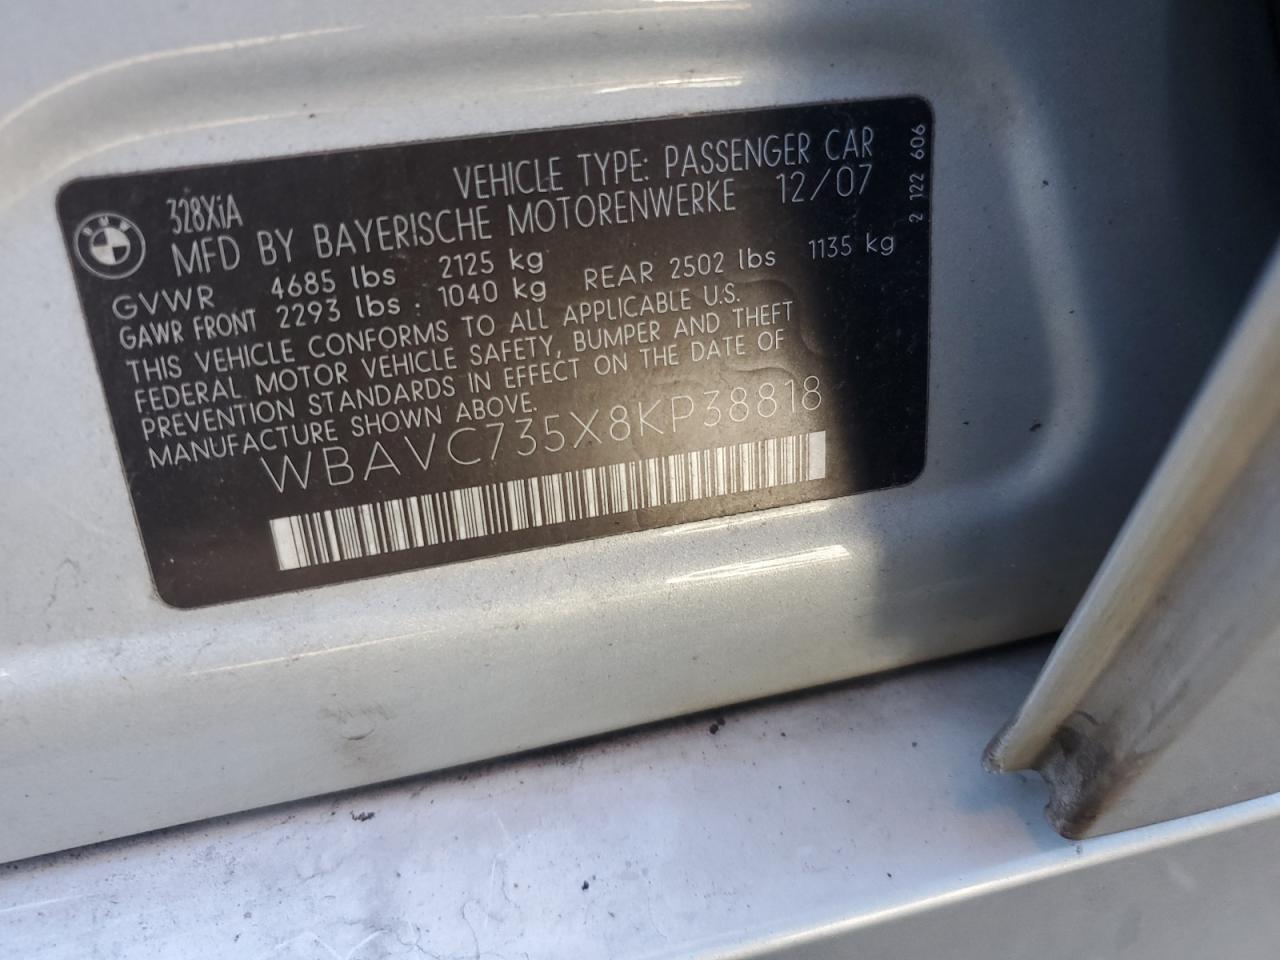 BMW
328XiA
VEHICLE TYPE: PASSENGER CAR
MFD BY BAYERISCHE MOTORENWERKE 12/07
GVWR 4685 lbs 2125 kg
GAWR FRONT 2293 lbs : 1040 kg REAR 2502 lbs 1135 kg
THIS VEHICLE CONFORMS TO ALL APPLICABLE U.S.
FEDERAL MOTOR VEHICLE SAFETY, BUMPER AND THEFT
PREVENTION STANDARDS IN EFFECT ON THE DATE OF
MANUFACTURE SHOWN ABOVE.
WBAVC735X8KP38818
2 122 606